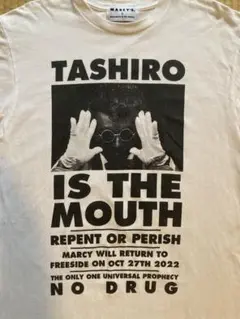 MARCY'S
TASHIRO
IS THE
MOUTH
REPENT OR PERISH
MARCY WILL RETURN TO
FREESIDE ON OCT 27TH 2022
THE ONLY ONE UNIVERSAL PROPHECY
NO DRUG